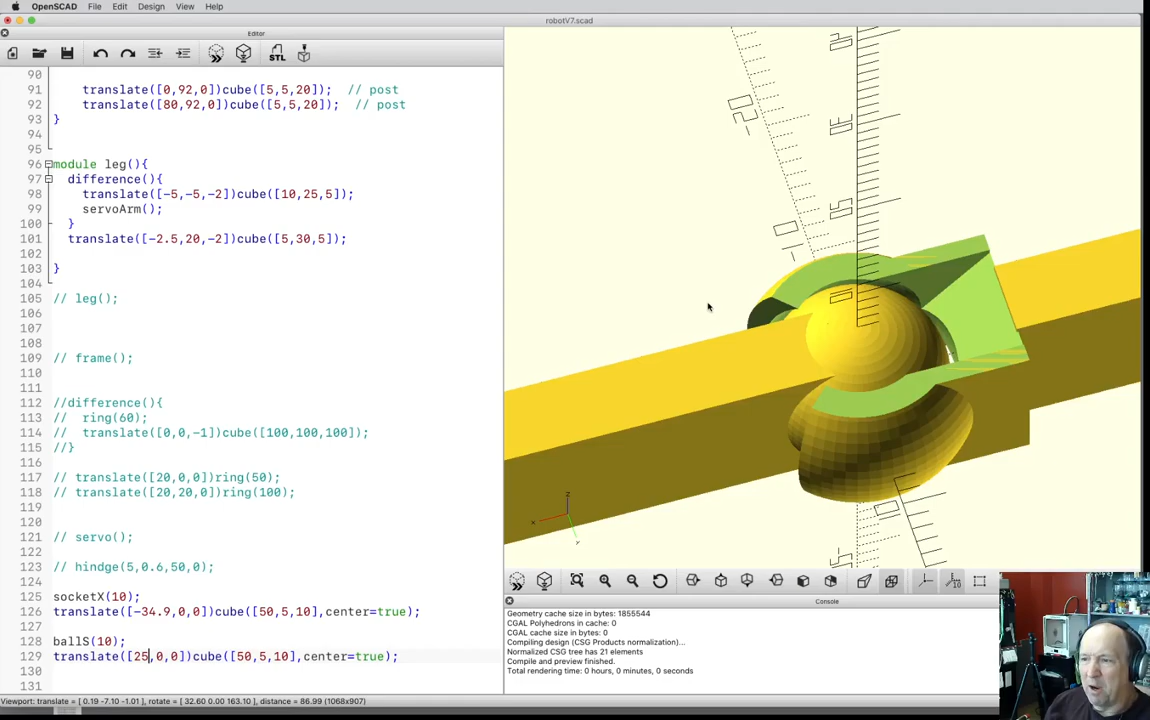 OpenSCAD File Edit Design View Help
robotV7.scad
Editor
90
91 translate([0,92,0])cube([5,5,20]); // post
92 translate([80,92,0])cube([5,5,20]); // post
93 }
94
95
96 module leg(){
97 difference(){
98 translate([-5,-5,-2])cube([10,25,5]);
99 servoArm();
100 }
101 translate([-2.5,20,-2])cube([5,30,5]);
102
103 }
104
105 // leg();
106
107
108
109 // frame();
110
111
112 //difference(){
113 // ring(60);
114 // translate([0,0,-1])cube([100,100,100]);
115 //}
116
117 // translate([20,0,0])ring(50);
118 // translate([20,20,0])ring(100);
119
120
121 // servo();
122
123 // hindge(5,0.6,50,0);
124
125 socketX(10);
126 translate([-34.9,0,0])cube([50,5,10],center=true);
127
128 ballS(10);
129 translate([25,0,0])cube([50,5,10],center=true);
130
131
STL
Console
Geometry cache size in bytes: 1855544
CGAL Polyhedrons in cache: 0
CGAL cache size in bytes: 0
Compiling design (CSG Products normalization)...
Normalized CSG tree has 21 elements
Compile and preview finished.
Total rendering time: 0 hours, 0 minutes, 0 seconds
Viewport: translate = [ 0.19 -7.10 -1.01 ], rotate = [ 32.60 0.00 163.10 ], distance = 86.99 (1068x907)